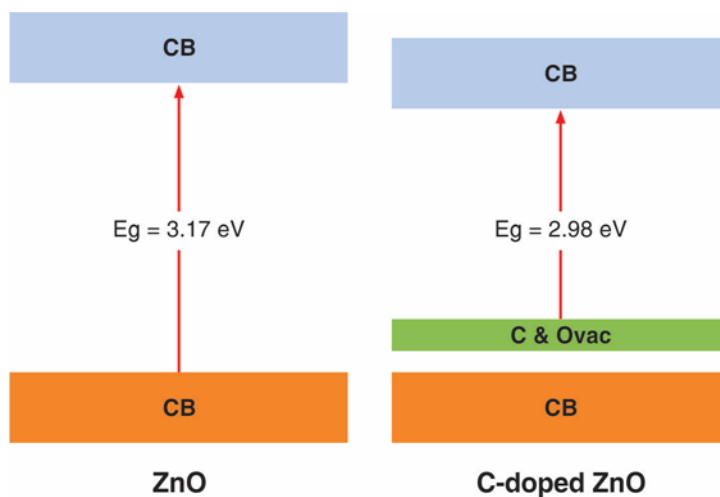 CB
CB
Eg = 3.17 eV
Eg = 2.98 eV
C & Ovac
CB
CB
ZnO
C-doped ZnO